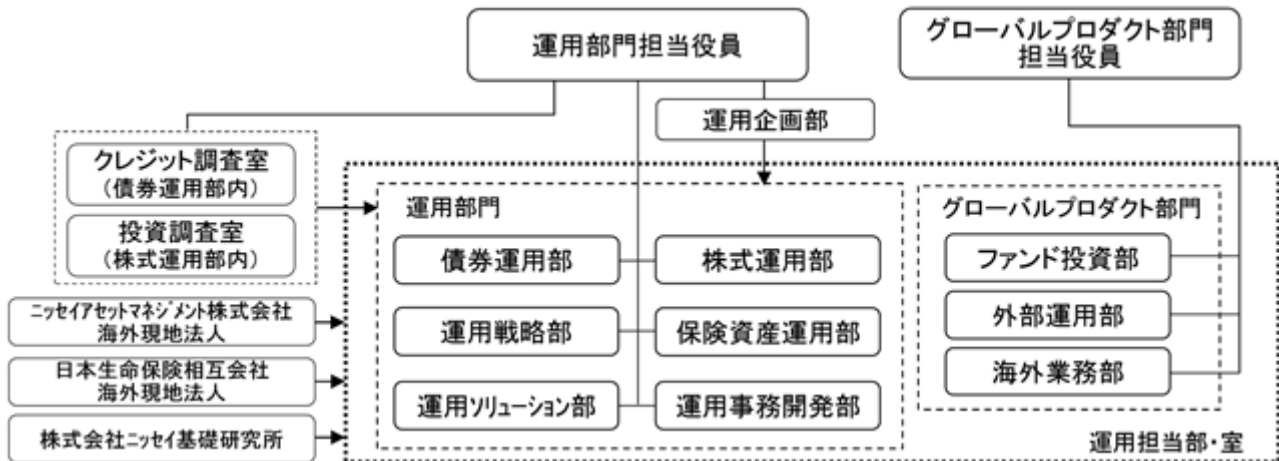 運用部門担当役員
グローバルプロダクト部門
担当役員
運用企画部
クレジット調査室
(債券運用部内)
投資調査室
(株式運用部内)
ニッセイアセットマネジメント株式会社
海外現地法人
日本生命保険相互会社
海外現地法人
株式会社ニッセイ基礎研究所
運用部門
債券運用部
株式運用部
運用戦略部
保険資産運用部
運用ソリューション部
運用事務開発部
グローバルプロダクト部門
ファンド投資部
外部運用部
海外業務部
運用担当部・室